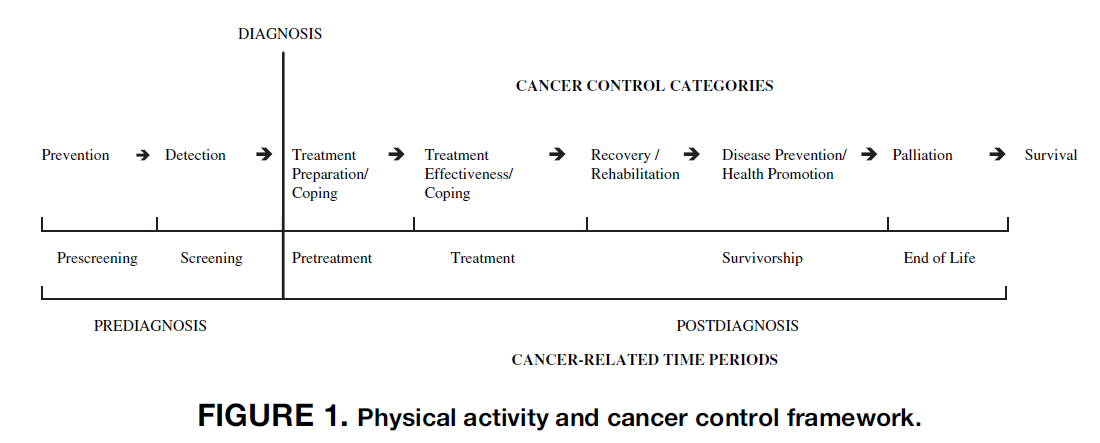 DIAGNOSIS
CANCER CONTROL CATEGORIES
Prevention ➔ Detection ➔ Treatment ➔ Treatment ➔ Recovery / ➔ Disease Prevention/ ➔ Palliation ➔ Survival
Preparation/ Effectiveness/ Rehabilitation Health Promotion
Coping Coping
Prescreening Screening Pretreatment Treatment Survivorship End of Life
PREDIAGNOSIS POSTDIAGNOSIS
CANCER-RELATED TIME PERIODS
FIGURE 1. Physical activity and cancer control framework.